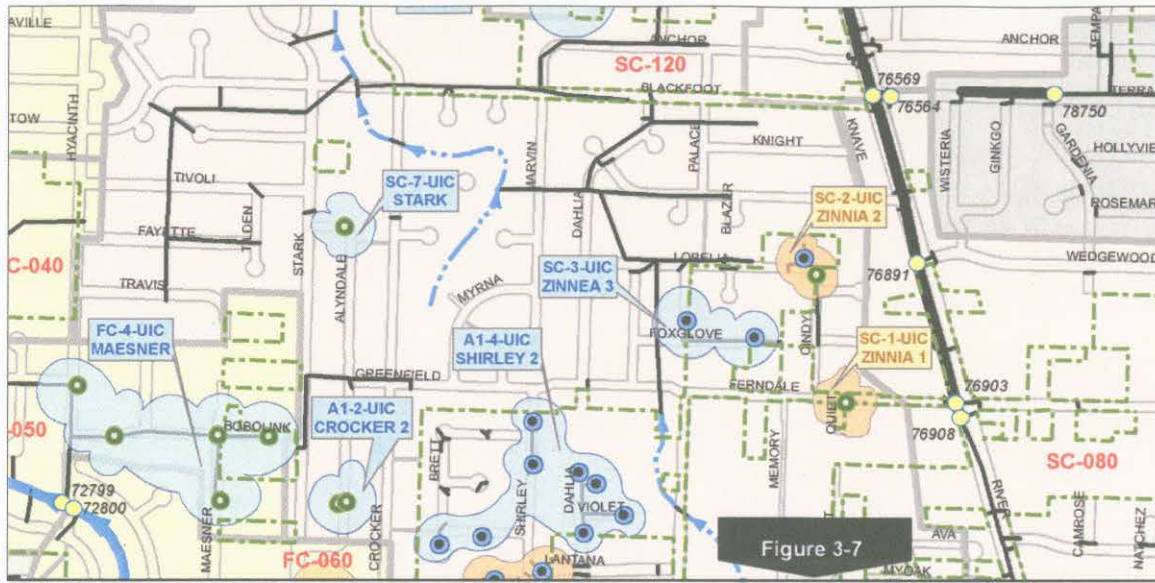 AVILLE
ANCHOR
ANCHOR
TEMPA
SC-120
76569
BLACKFOOT
76564
TERRA
78750
TOW
HYACINTH
KNIGHT
KNAVE
PALACE
WISTERIA
GINKGO
GARDENIA
HOLLYVIE
MARVIN
TIVOLI
SC-7-UIC
STARK
DAHLIA
BLAZER
SC-2-UIC
ZINNIA 2
ROSEMAR
FAYETTE
TILDEN
STARK
LORELIA
WEDGEWOOD
C-040
SC-3-UIC
ZINNEA 3
76891
TRAVIS
ALYNDALE
MYRNA
FC-4-UIC
MAESNER
A1-4-UIC
SHIRLEY 2
FOXGLOVE
CINDY
SC-1-UIC
ZINNIA 1
GREENFIELD
FERNDALE
76903
-050
BOBOLINK
A1-2-UIC
CROCKER 2
BRETT
QUIET
76908
MEMORY
SC-080
72799
72800
SHIRLEY
DAHLIA
VIOLET
RIVER
MAESNER
CROCKER
Figure 3-7
AVA
CAMROSE
NATCHEZ
FC-060
LANTANA
MYOAK